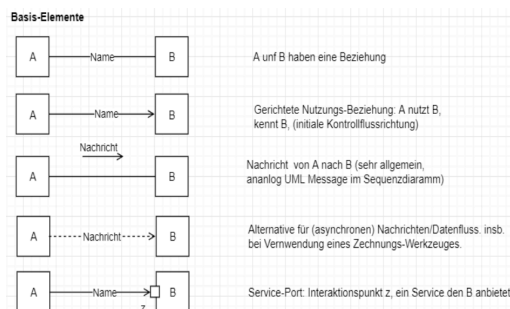 Basis-Elemente
A Name B A unf B haben eine Beziehung
A Name B Gerichtete Nutzungs-Beziehung: A nutzt B,
kennt B, (initiale Kontrollflussrichtung)
Nachricht
A B Nachricht von A nach B (sehr allgemein,
ananlog UML Message im Sequenzdiaramm)
A Nachricht B Alternative für (asynchronen) Nachrichten/Datenfluss. insb.
bei Vernwendung eines Zechnungs-Werkzeuges.
A Name B Service-Port: Interaktionspunkt z, ein Service den B anbietet
z